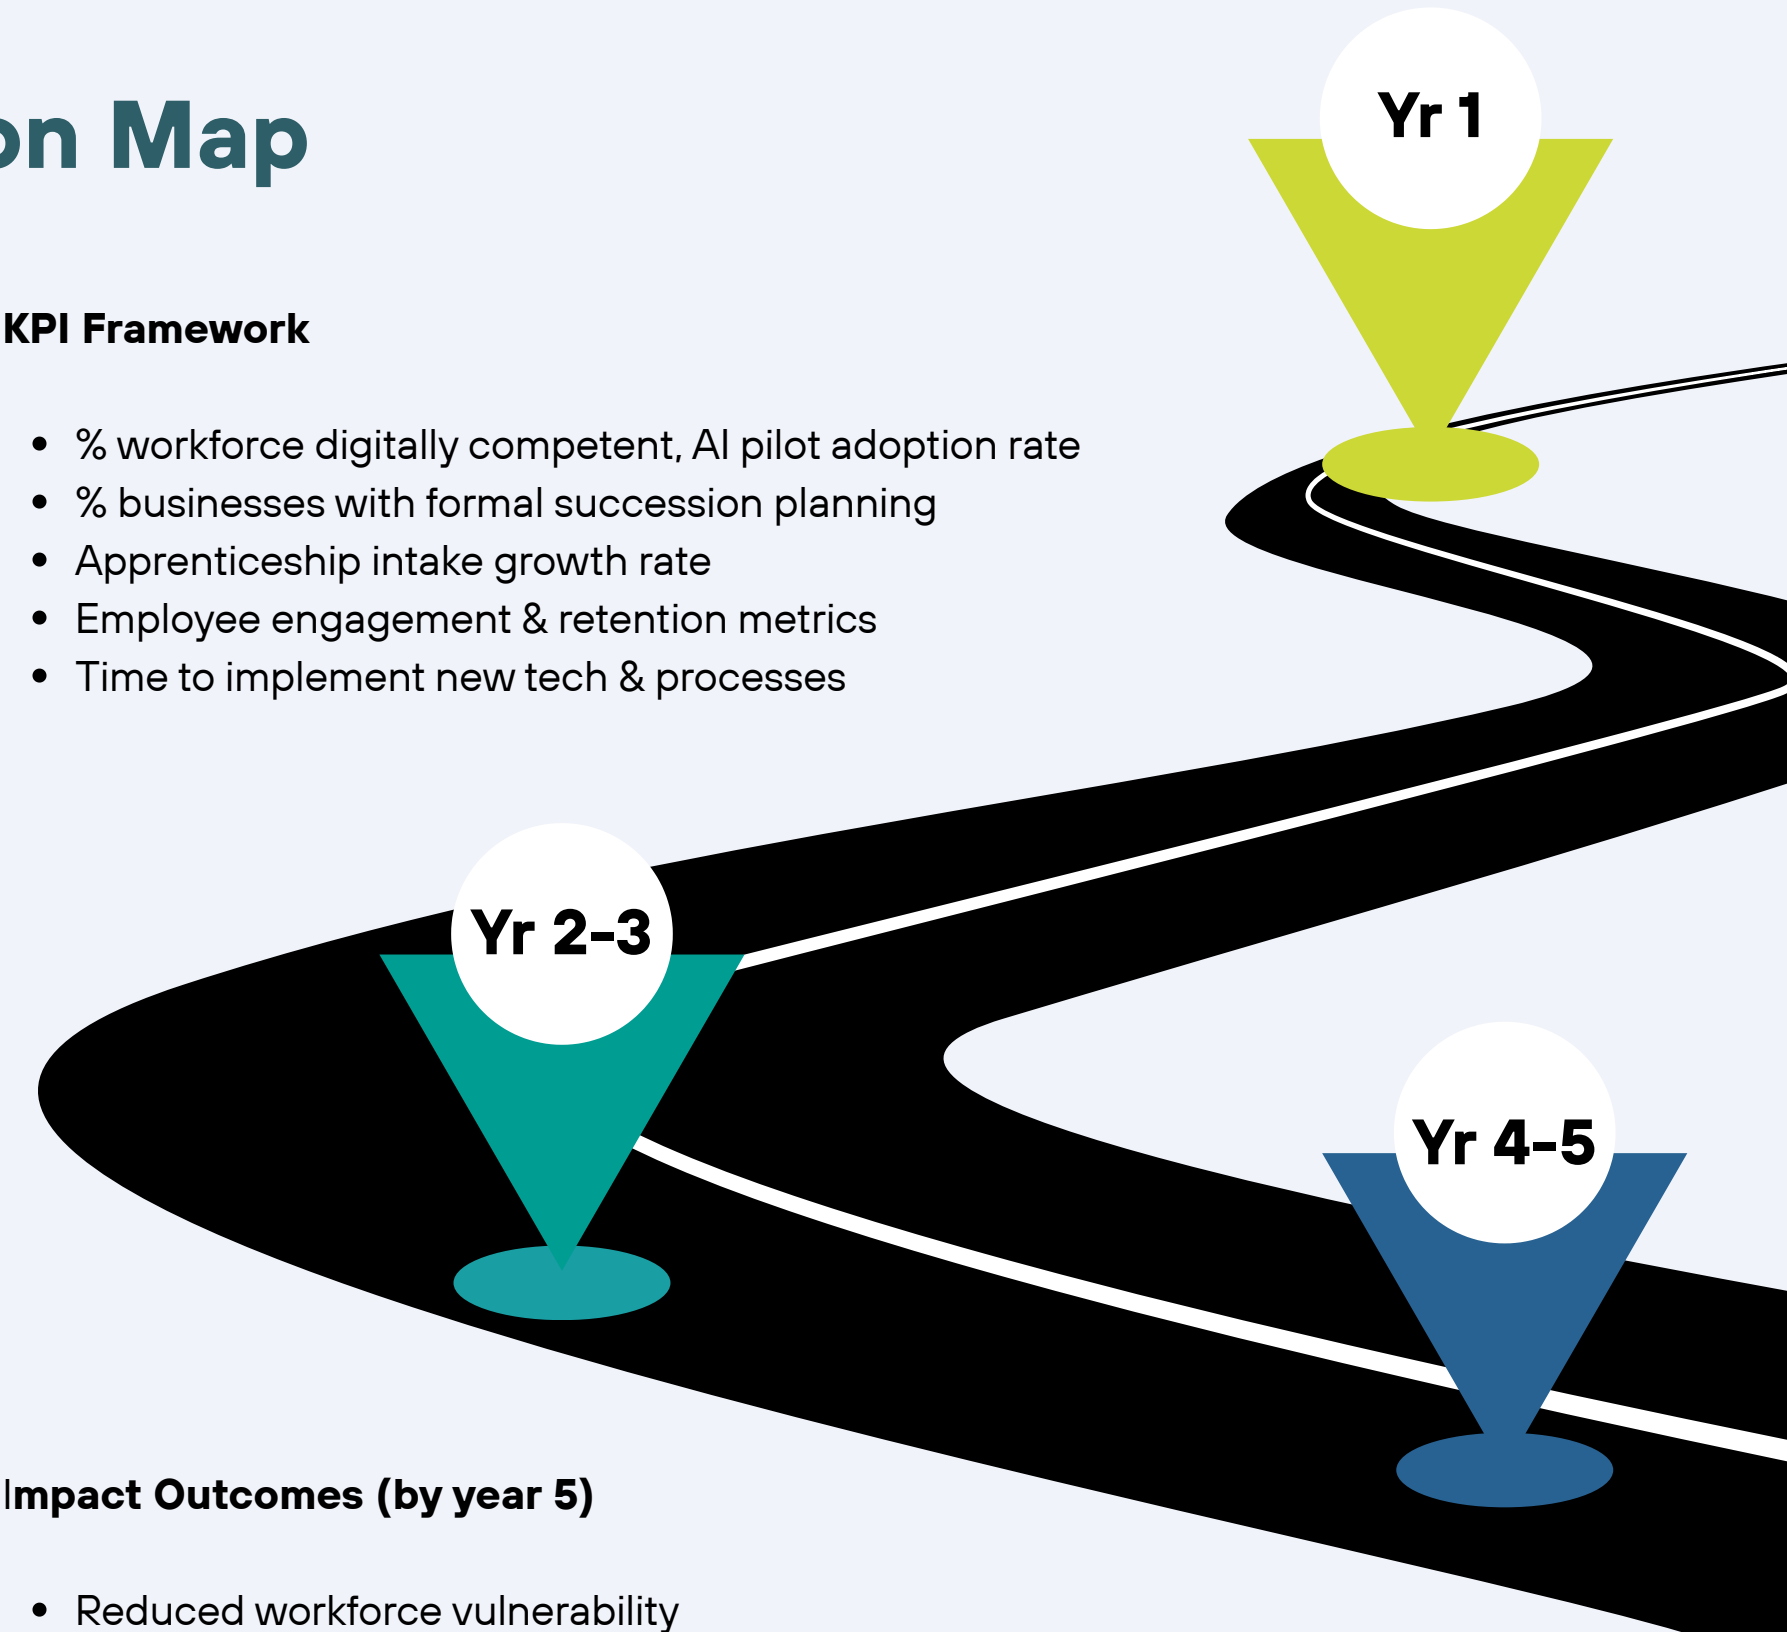 on Map
Yr 1
KPI Framework
• % workforce digitally competent, AI pilot adoption rate
• % businesses with formal succession planning
• Apprenticeship intake growth rate
• Employee engagement & retention metrics
• Time to implement new tech & processes
Yr 2-3
Yr 4-5
Impact Outcomes (by year 5)
• Reduced workforce vulnerability